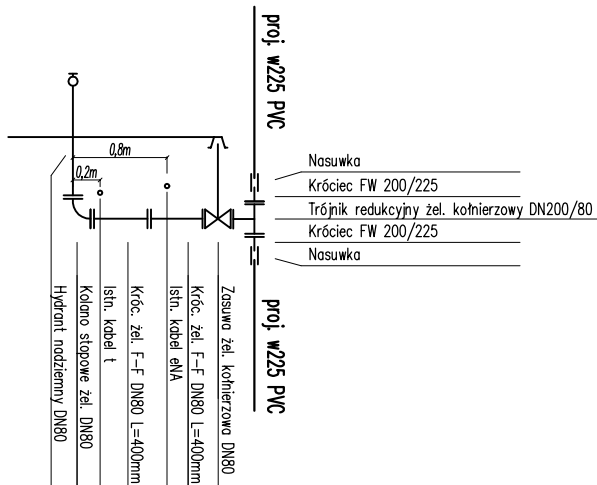 proj. w225 PVC
0,8m
0,2m
Nasuwka
Króciec FW 200/225
Trójnik redukcyjny żel. kołnierzowy DN200/80
Króciec FW 200/225
Nasuwka
proj. w225 PVC
Zasuwa żel. kołnierzowa DN80
Króc. żel. F-F DN80 L=400mm
Istn. kabel eNA
Króc. żel. F-F DN80 L=400mm
Istn. kabel t
Kolano stopowe żel. DN80
Hydrant nadziemny DN80